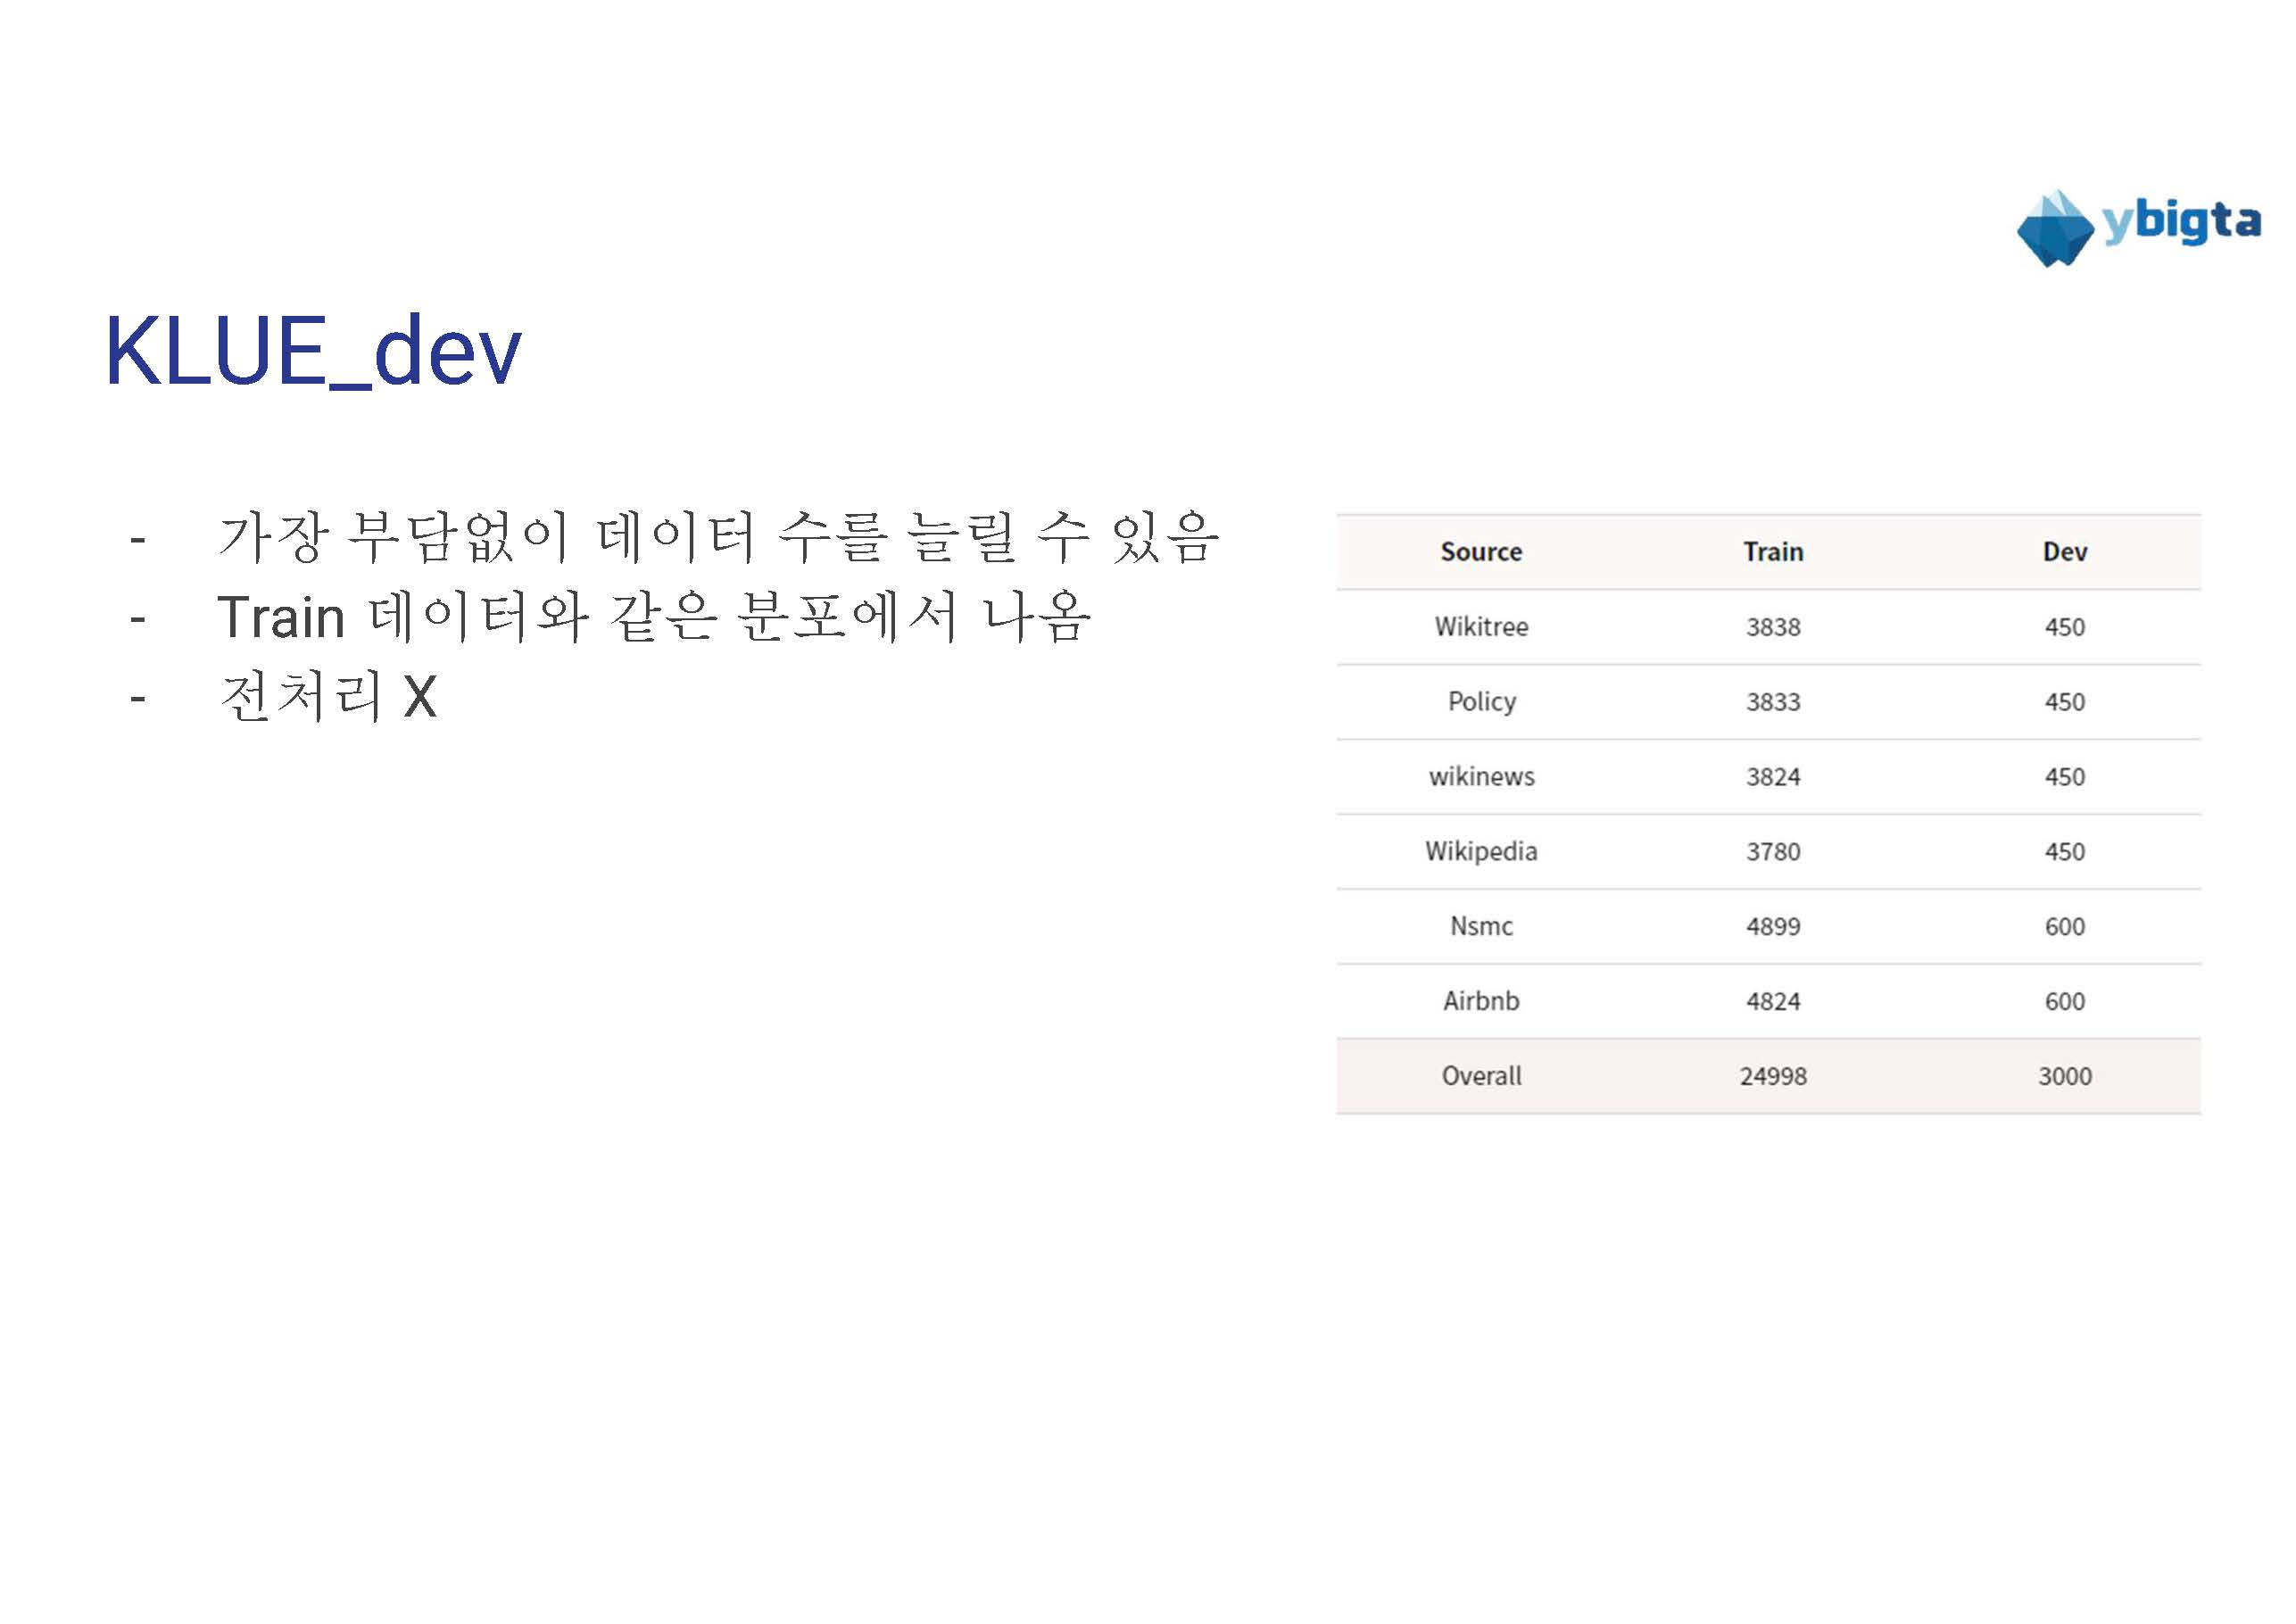 ybigta
KLUE_dev
- 가장 부담없이 데이터 수를 늘릴 수 있음
- Train 데이터와 같은 분포에서 나옴
- 전처리 X
Source Train Dev
Wikitree 3838 450
Policy 3833 450
wikinews 3824 450
Wikipedia 3780 450
Nsmc 4899 600
Airbnb 4824 600
Overall 24998 3000